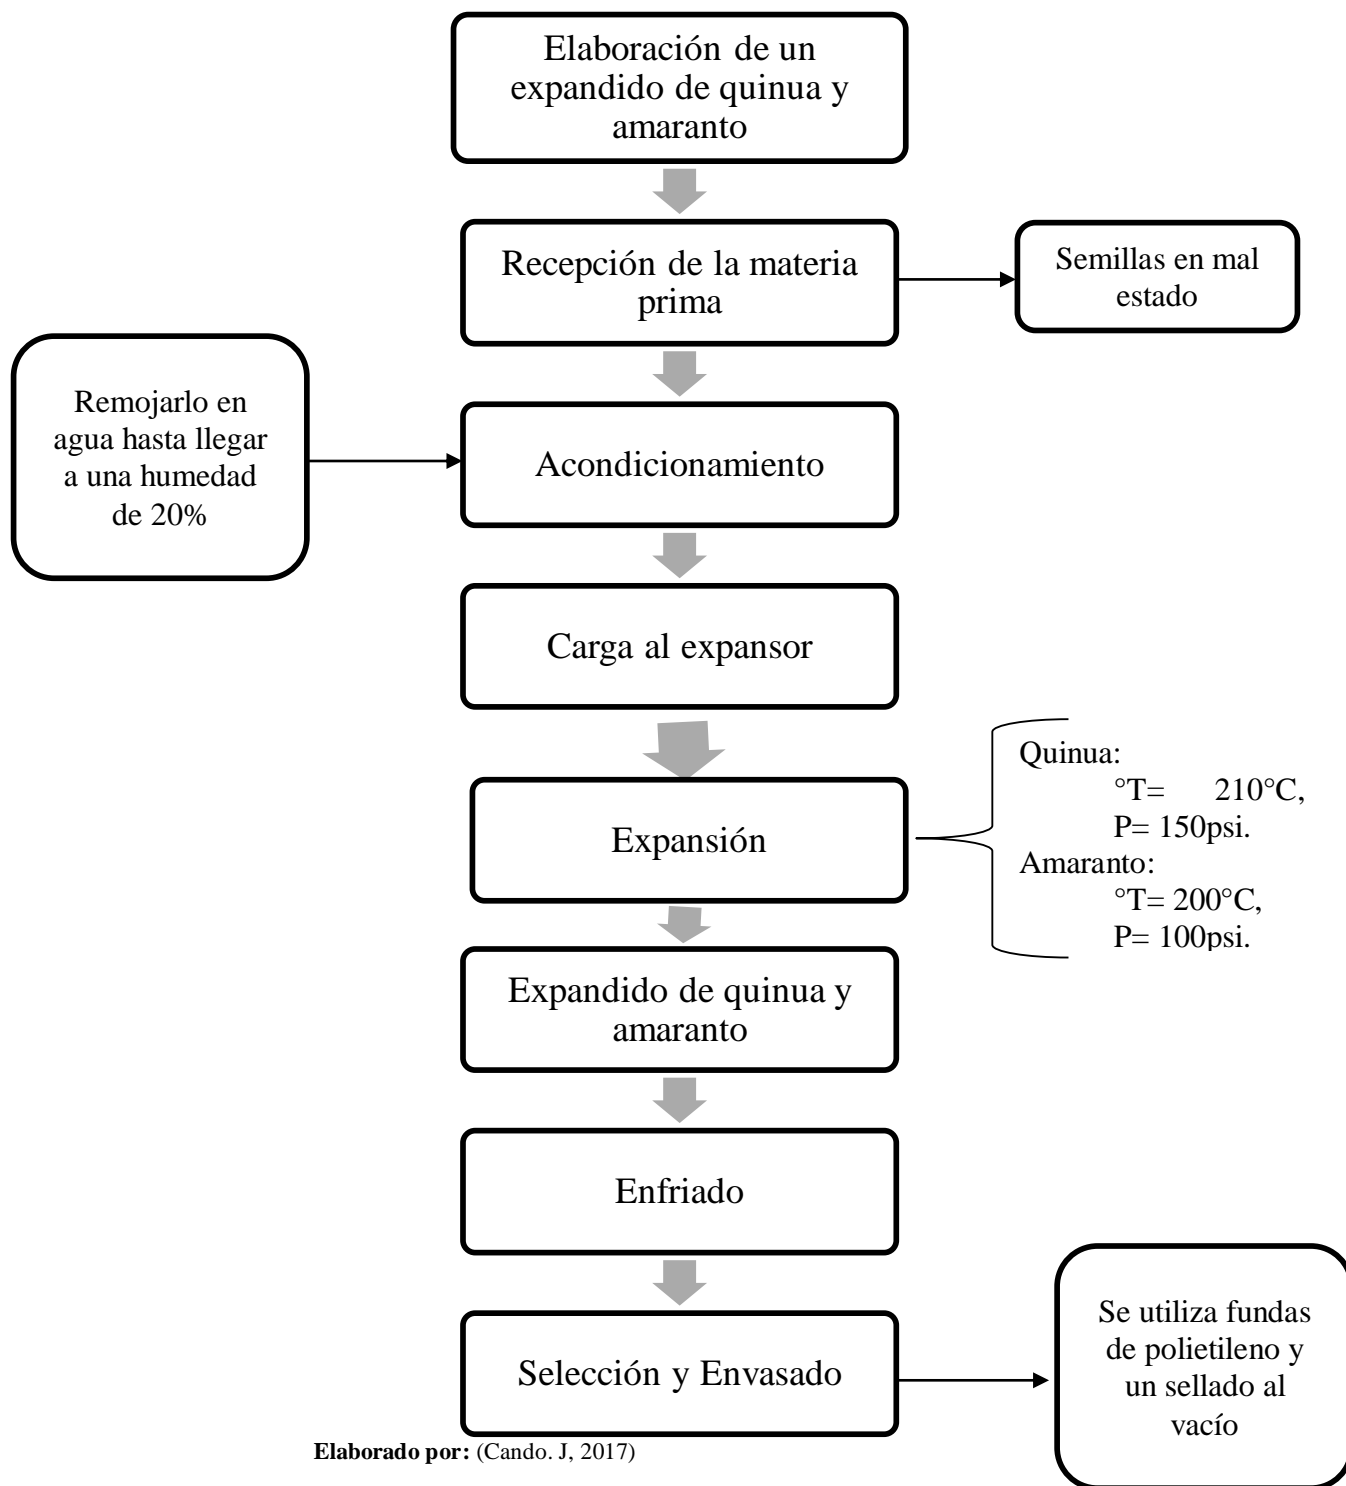 Elaboración de un
expandido de quinua y
amaranto
Recepción de la materia
prima
Semillas en mal
estado
Remojarlo en
agua hasta llegar
a una humedad
de 20%
Acondicionamiento
Carga al expansor
Expansión
Quinua:
°T= 210°C,
P= 150psi.
Amaranto:
°T= 200°C,
P= 100psi.
Expandido de quinua y
amaranto
Enfriado
Selección y Envasado
Se utiliza fundas
de polietileno y
un sellado al
vacío
Elaborado por: (Cando. J, 2017)